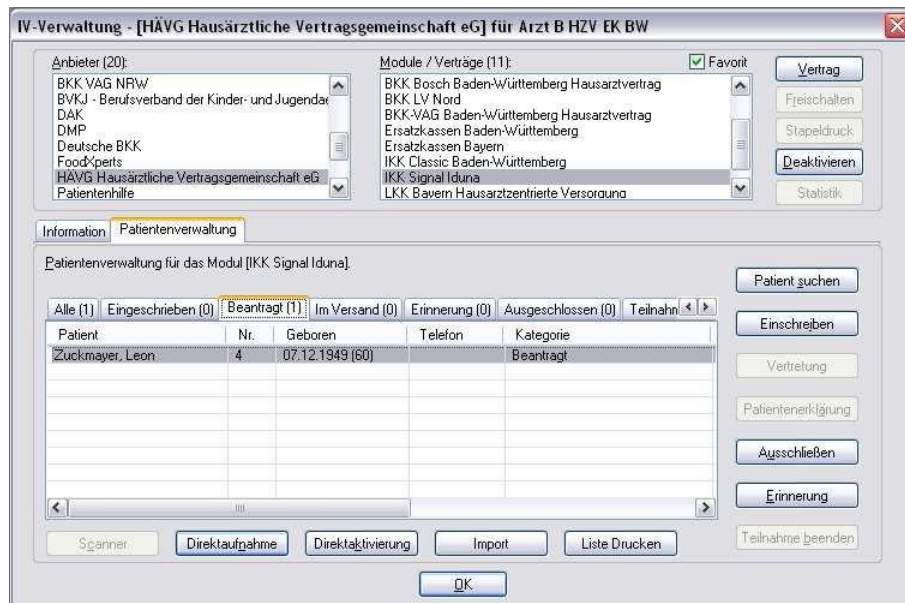 IV-Verwaltung - [HÄVG Hausärztliche Vertragsgemeinschaft eG] für Arzt B HZV EK BW
Anbieter (20):
BKK VAG NRW
BVKJ - Berufsverband der Kinder- und Jugendae
DAK
DMP
Deutsche BKK
FoodXperts
HÄVG Hausärztliche Vertragsgemeinschaft eG
Patientenhilfe
Module / Verträge (11):
Favorit
BKK Bosch Baden-Württemberg Hausarztvertrag
BKK LV Nord
BKK-VAG Baden-Württemberg Hausarztvertrag
Ersatzkassen Baden-Württemberg
Ersatzkassen Bayern
IKK Classic Baden-Württemberg
IKK Signal Iduna
LKK Bayern Hausarztzentrierte Versorgung
Vertrag
Freischalten
Stapeldruck
Deaktivieren
Statistik
Information Patientenverwaltung
Patientenverwaltung für das Modul [IKK Signal Iduna].
Alle (1) Eingeschrieben (0) Beantragt (1) Im Versand (0) Erinnerung (0) Ausgeschlossen (0) Teilnahm
Patient Nr. Geboren Telefon Kategorie
Zuckmayer, Leon 4 07.12.1949 (60) Beantragt
Patient suchen
Einschreiben
Vertretung
Patientenerklärung
Ausschließen
Erinnerung
Teilnahme beenden
Scanner Direktaufnahme Direktaktivierung Import Liste Drucken
OK